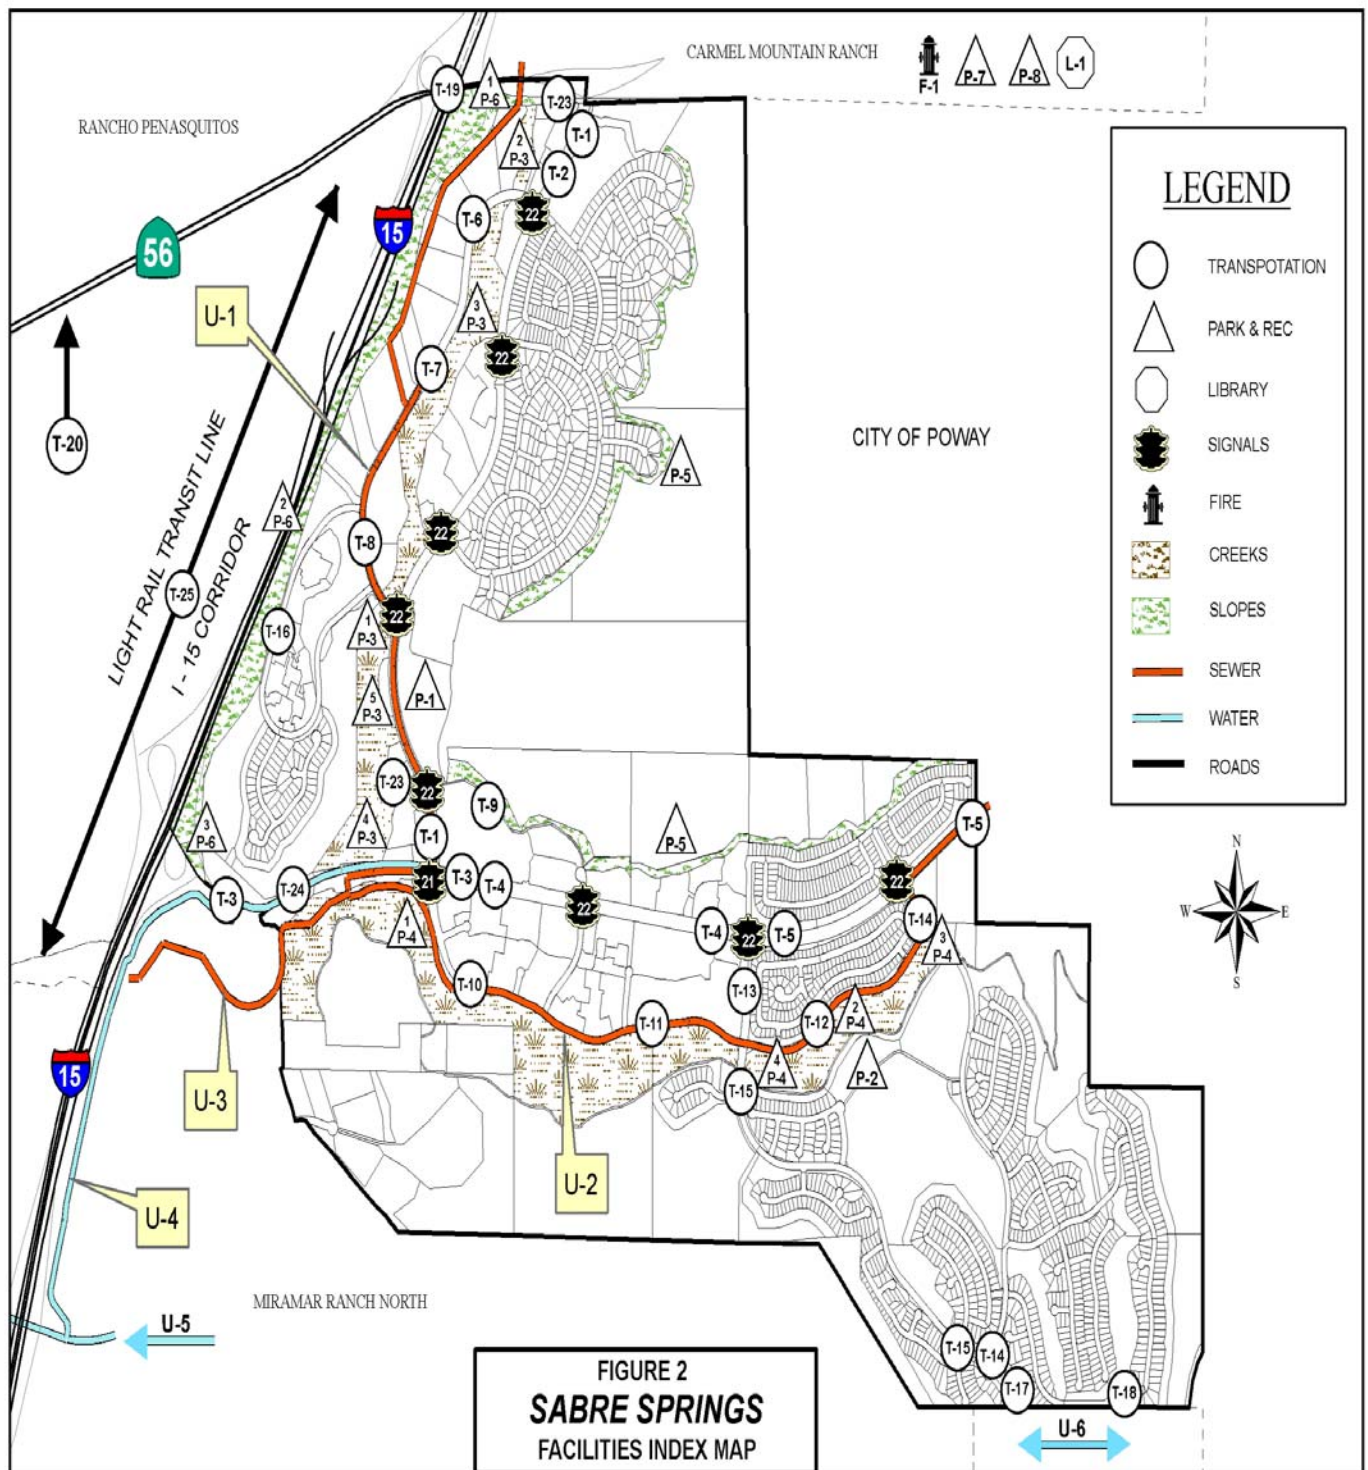 CARMEL MOUNTAIN RANCH
F-1
P-7
P-8
L-1
RANCHO PENASQUITOS
T-19
1
P-6
T-23
T-1
2
P-3
T-2
T-6
22
15
56
LEGEND
TRANSPOTATION
PARK & REC
LIBRARY
SIGNALS
FIRE
CREEKS
SLOPES
SEWER
WATER
ROADS
U-1
3
P-3
22
T-7
T-20
CITY OF POWAY
P-5
2
P-6
22
T-8
LIGHT RAIL TRANSIT LINE
T-25
I - 15 CORRIDOR
T-16
22
1
P-3
P-1
5
P-3
T-23
22
T-9
4
P-3
T-1
3
P-6
P-5
T-5
T-3
T-24
21
T-3
T-4
22
22
1
P-4
T-4
22
T-5
T-14
3
P-4
N
W
E
S
T-10
T-13
T-11
T-12
2
P-4
4
P-4
P-2
T-15
15
U-3
U-2
U-4
MIRAMAR RANCH NORTH
U-5
T-15
T-14
T-17
T-18
U-6
FIGURE 2
SABRE SPRINGS
FACILITIES INDEX MAP